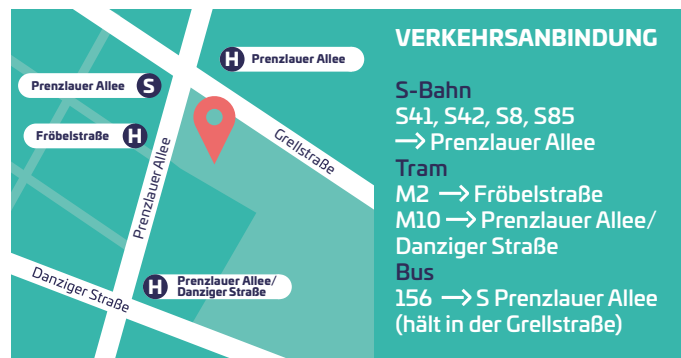 H Prenzlauer Allee
Prenzlauer Allee S
Fröbelstraße H
Grellstraße
Prenzlauer Allee
Danziger Straße
H Prenzlauer Allee/
Danziger Straße
VERKEHRSANBINDUNG
S-Bahn
S41, S42, S8, S85
→ Prenzlauer Allee
Tram
M2 → Fröbelstraße
M10 → Prenzlauer Allee/
Danziger Straße
Bus
156 → S Prenzlauer Allee
(hält in der Grellstraße)